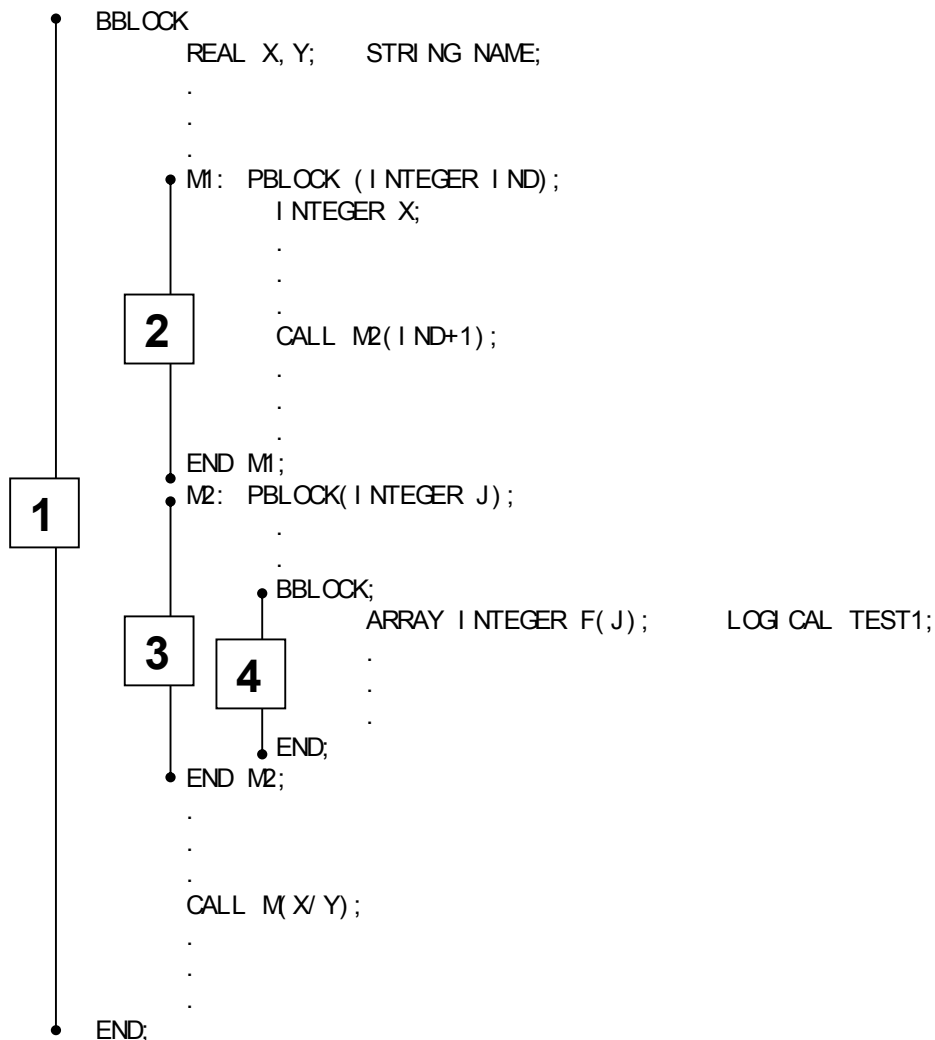 BBLOCK
REAL X, Y; STRING NAME;
.
.
.
M1: PBLOCK (INTEGER IND);
INTEGER X;
.
.
.
2
CALL M2(IND+1);
.
.
.
END M1;
1
M2: PBLOCK(INTEGER J);
.
.
BBLOCK;
ARRAY INTEGER F(J); LOGICAL TEST1;
3
4
.
.
.
END;
END M2;
.
.
.
CALL M(X/Y);
.
.
.
END;